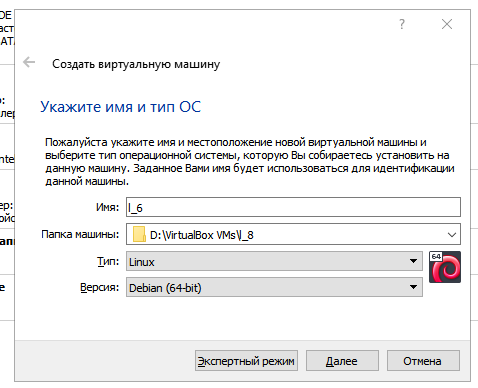 ОЕ
аст
АТА
?
Создать виртуальную машину
Укажите имя и тип ОС
Пожалуйста укажите имя и местоположение новой виртуальной машины и
выберите тип операционной системы, которую Вы собираетесь установить на
данную машину. Заданное Вами имя будет использоваться для идентификации
данной машины.
Имя: l_6
Папка машины: D:\VirtualBox VMs\l_8
Тип: Linux
64
Версия: Debian (64-bit)
Экспертный режим Далее Отмена
р:
лер
ntel
ер:
ойс
ап
е